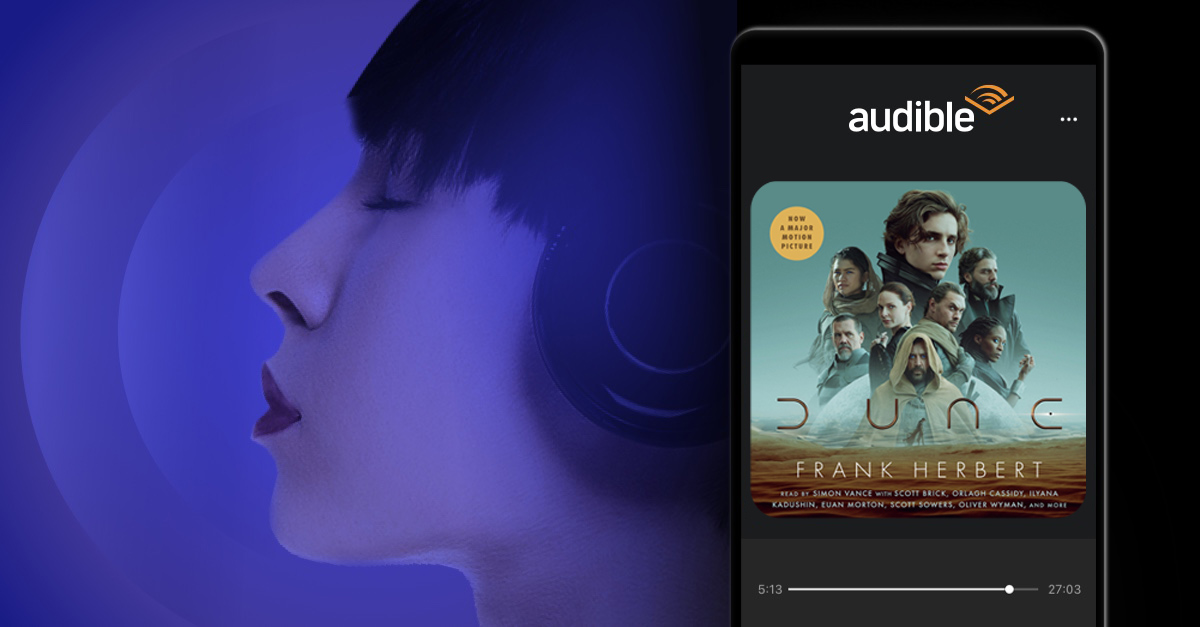 audible
NOW
A MAJOR
MOTION
PICTURE
DUNC
FRANK HERBERT
READ BY SIMON VANCE WITH SCOTT BRICK, ORLAGH CASSIDY, ILYANA
KADUSHIN, EUAN MORTON, SCOTT SOWERS, OLIVER WYMAN, AND MORE
5:13
27:03